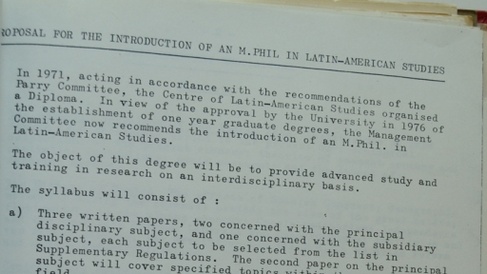 ROPOSAL FOR THE INTRODUCTION OF AN M.PHIL IN LATIN-AMERICAN STUDIES
In 1971, acting in accordance with the recommendations of the
Parry Committee, the Centre of Latin-American Studies organised
a Diploma. In view of the approval by the University in 1976 of
the establishment of one year graduate degrees, the Management
Committee now recommends the introduction of an M.Phil. in
Latin-American Studies.
The object of this degree will be to provide advanced study and
training in research on an interdisciplinary basis.
The syllabus will consist of :
a) Three written papers, two concerned with the principal
disciplinary subject, and one concerned with the subsidiary
subject, each subject to be selected from the list in
Supplementary Regulations. The second paper on the principal
subject will cover specified topics within the
field